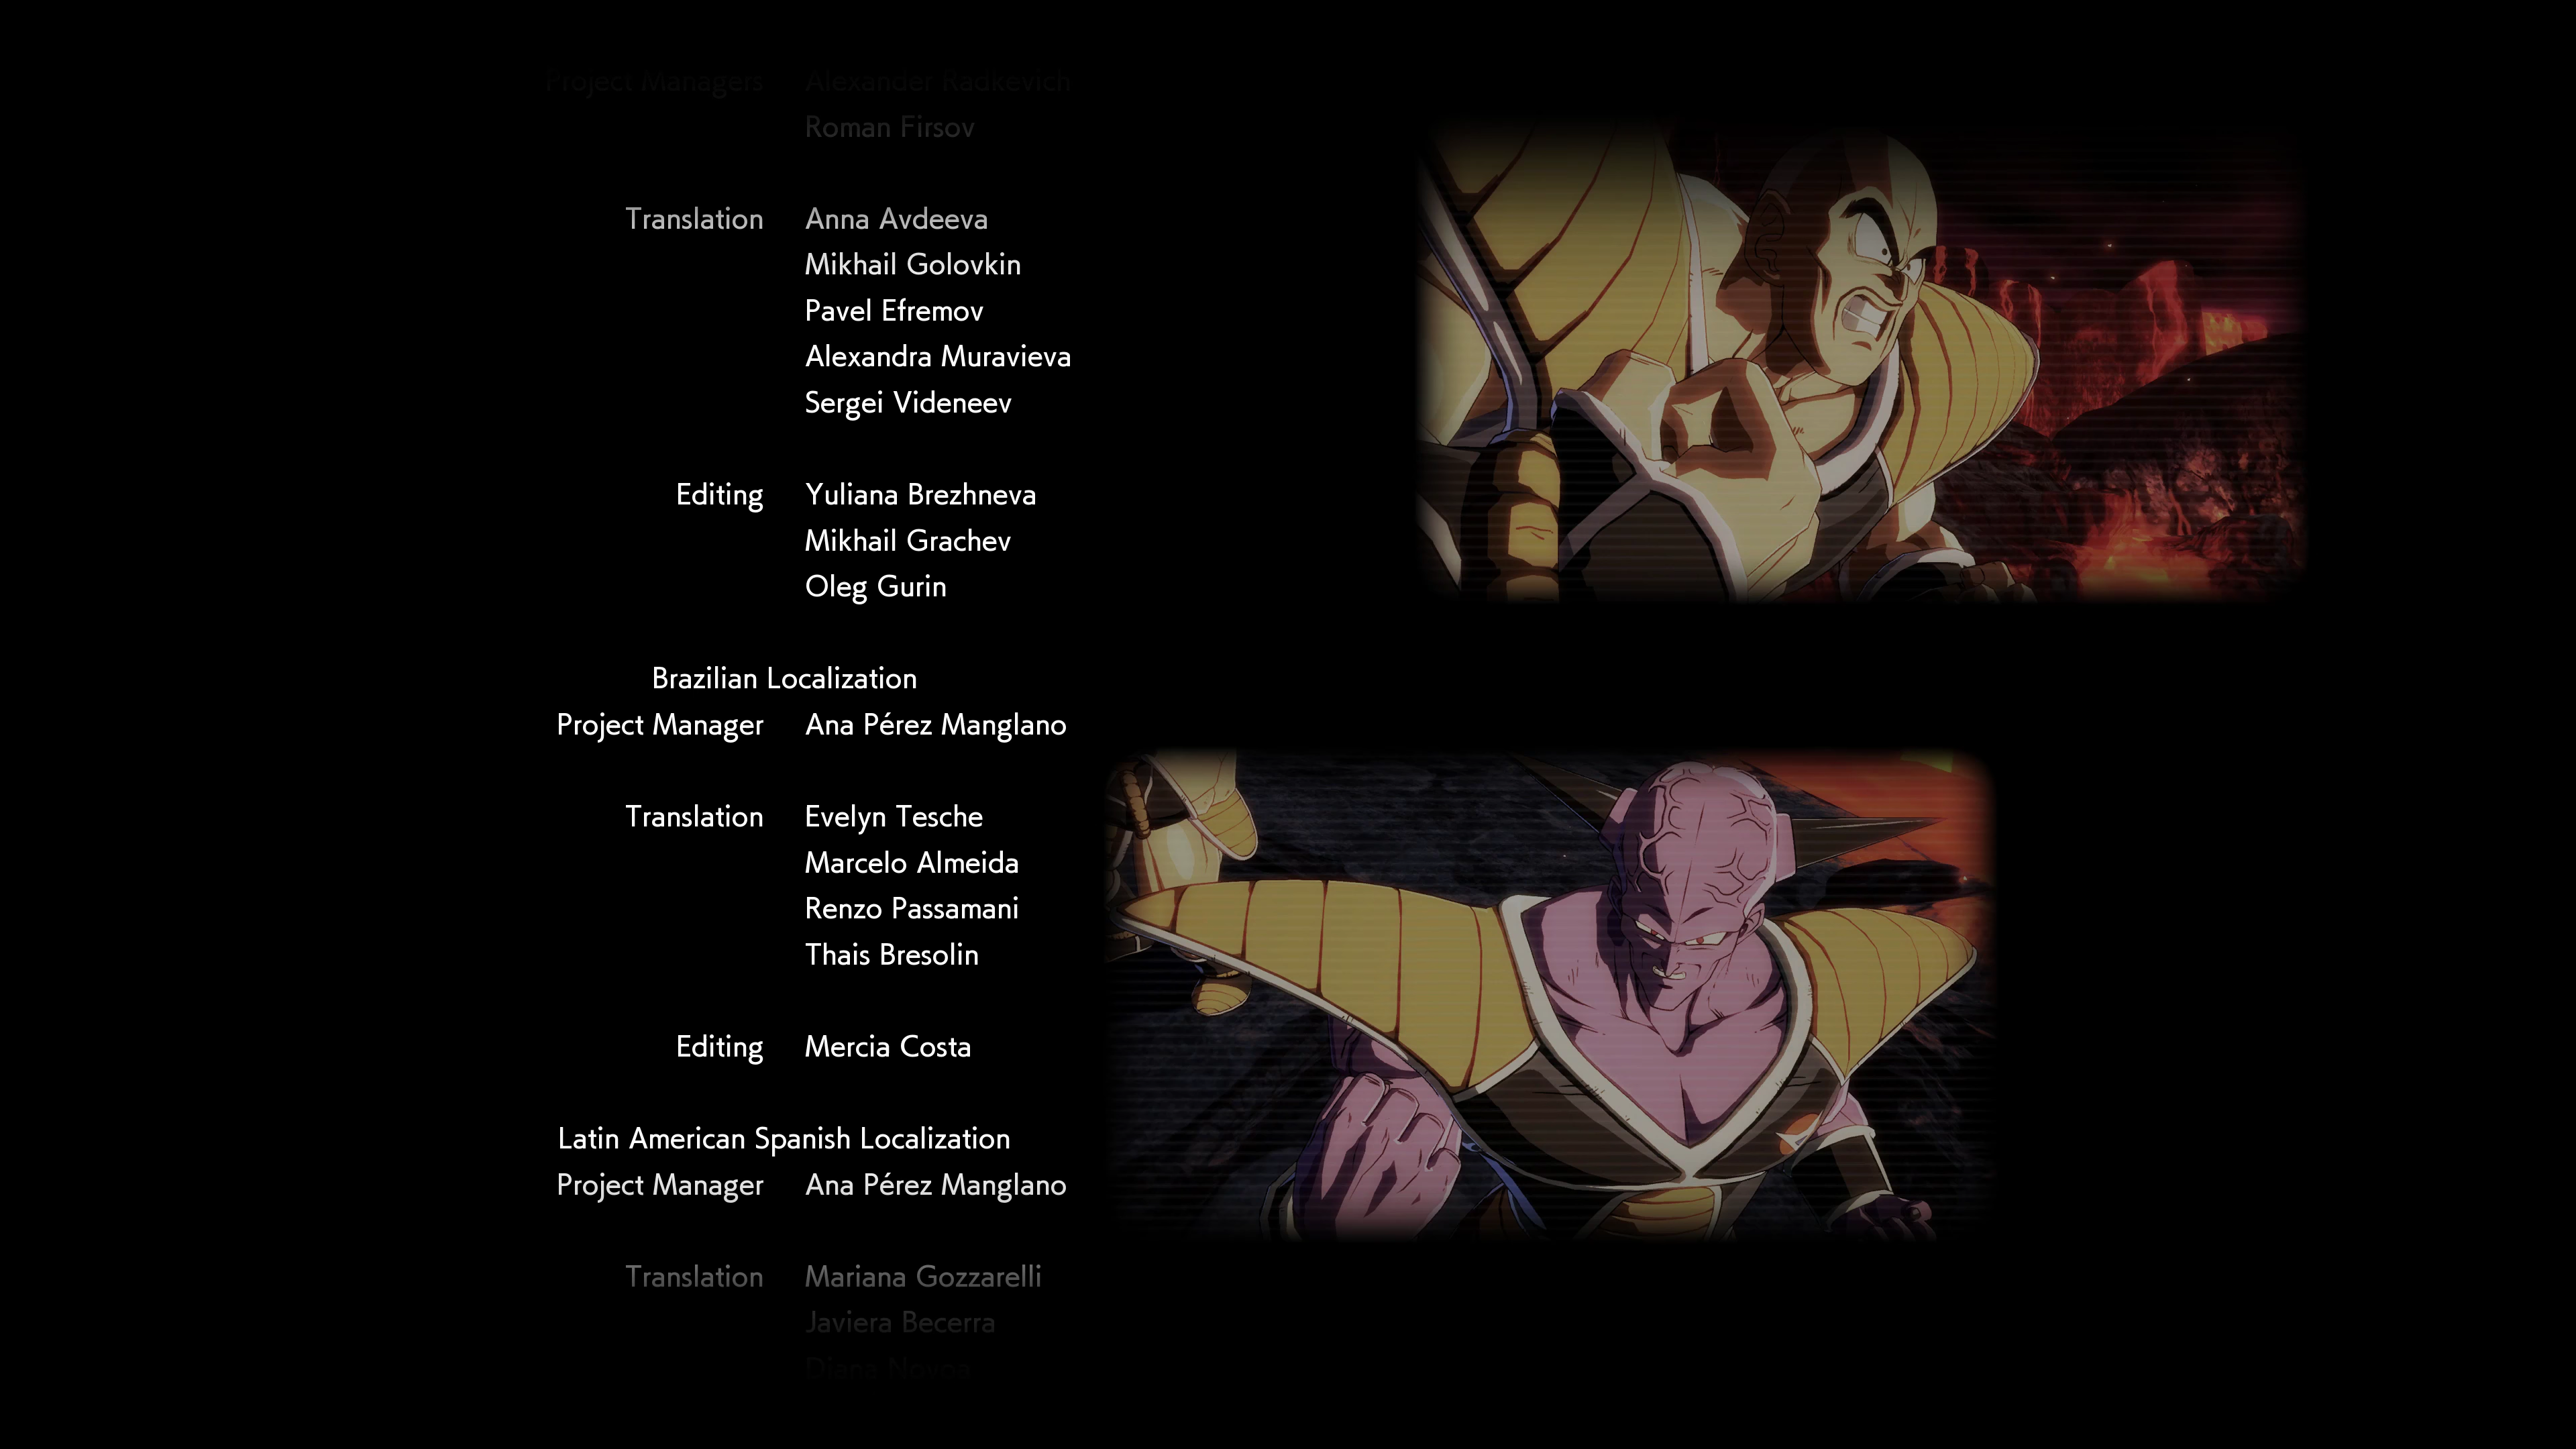 Project Managers Alexander Radkevich
Roman Firsov
Translation Anna Avdeeva
Mikhail Golovkin
Pavel Efremov
Alexandra Muravieva
Sergei Videneev
Editing Yuliana Brezhneva
Mikhail Grachev
Oleg Gurin
Brazilian Localization
Project Manager Ana Pérez Manglano
Translation Evelyn Tesche
Marcelo Almeida
Renzo Passamani
Thais Bresolin
Editing Mercia Costa
Latin American Spanish Localization
Project Manager Ana Pérez Manglano
Translation Mariana Gozzarelli
Javiera Becerra
Diana Novoa